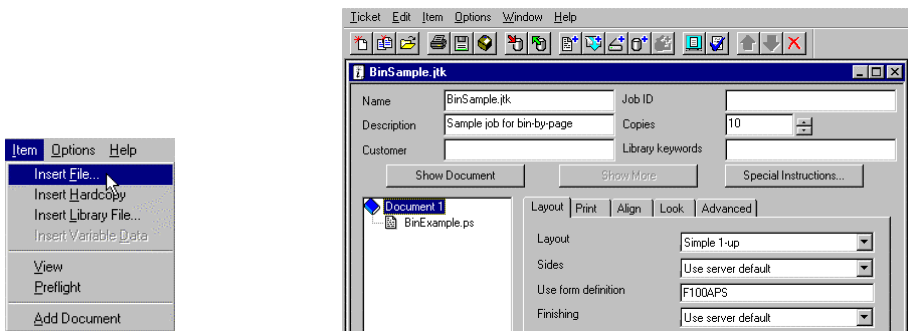 Item Options Help
Insert File...
Insert Hardcopy
Insert Library File...
Insert Variable Data
View
Preflight
Add Document
Ticket Edit Item Options Window Help
BinSample.jtk
Name BinSample.jtk Job ID
Description Sample job for bin-by-page Copies 10
Customer Library keywords
Show Document Show More Special Instructions...
Document 1
BinExample.ps
Layout Print Align Look Advanced
Layout Simple 1-up
Sides Use server default
Use form definition F100APS
Finishing Use server default